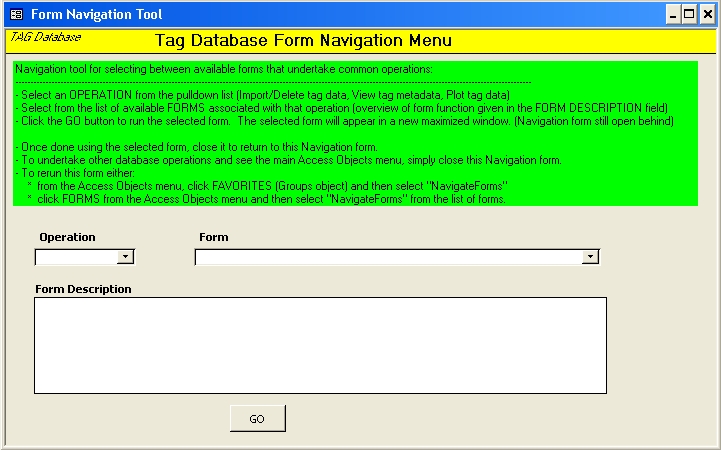 Form Navigation Tool
TAG Database
Tag Database Form Navigation Menu
Navigation tool for selecting between available forms that undertake common operations:
--------------------------------------------------------------------------------------------------------------------------------
- Select an OPERATION from the pulldown list (Import/Delete tag data, View tag metadata, Plot tag data)
- Select from the list of available FORMS associated with that operation (overview of form function given in the FORM DESCRIPTION field)
- Click the GO button to run the selected form. The selected form will appear in a new maximized window. (Navigation form still open behind)
- Once done using the selected form, close it to return to this Navigation form.
- To undertake other database operations and see the main Access Objects menu, simply close this Navigation form.
- To rerun this form either:
* from the Access Objects menu, click FAVORITES (Groups object) and then select "NavigateForms"
* click FORMS from the Access Objects menu and then select "NavigateForms" from the list of forms.
Operation Form
Form Description
GO